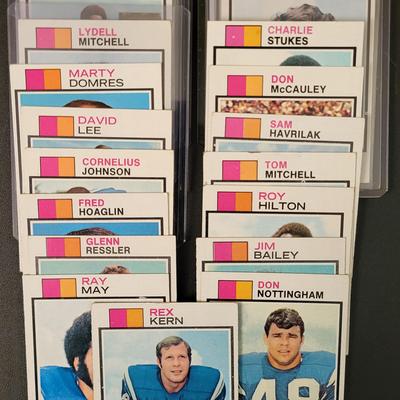 LYDELL
MITCHELL
MARTY
DOMRES
DAVID
LEE
CORNELIUS
JOHNSON
FRED
HOAGLIN
GLENN
RESSLER
RAY
MAY
REX
KERN
CHARLIE
STUKES
DON
McCAULEY
SAM
HAVRILAK
TOM
MITCHELL
ROY
HILTON
JIM
BAILEY
DON
NOTTINGHAM
48